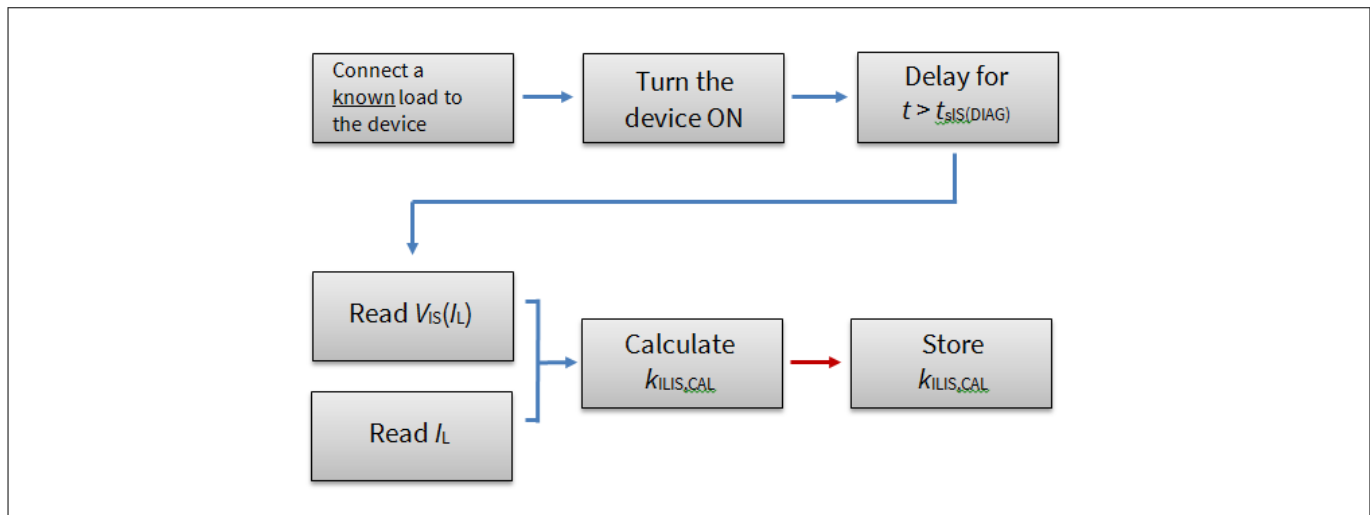 Connect a
known load to
the device
Turn the
device ON
Delay for
t > tsIS(DIAG)
Read VIS(IL)
Read IL
Calculate
kILIS,CAL
Store
kILIS,CAL